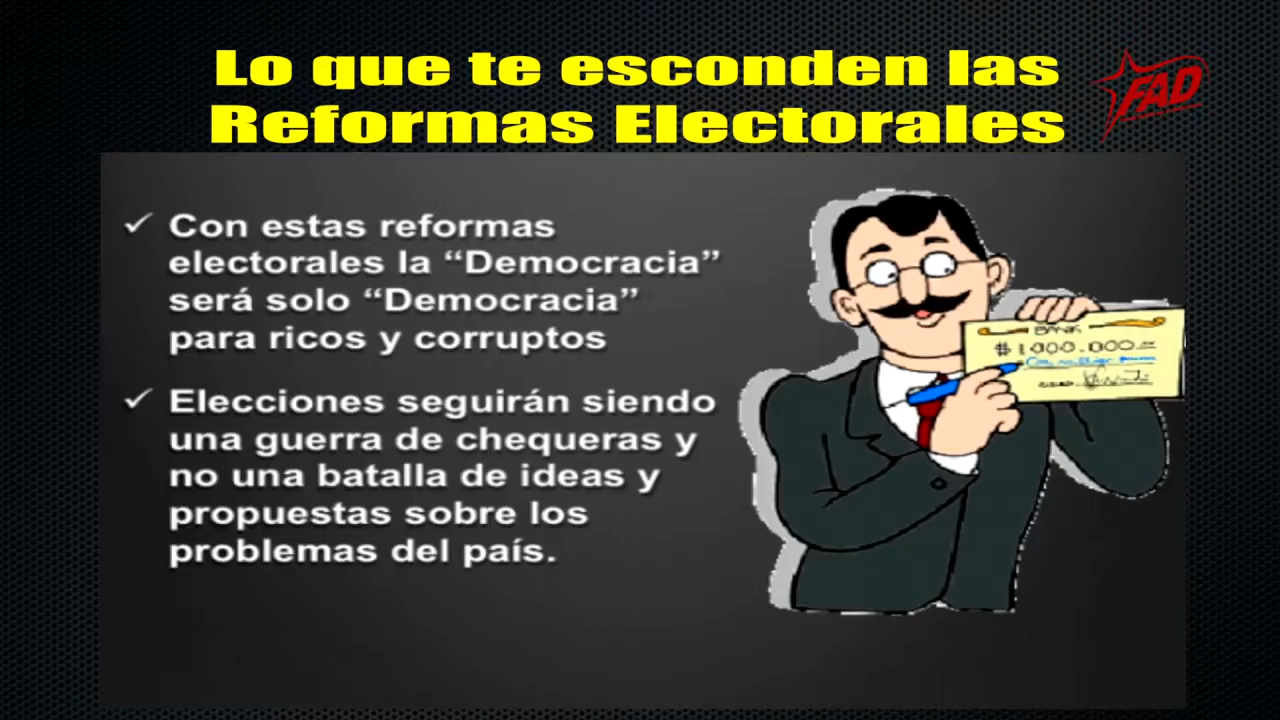 Lo que te esconden las
Reformas Electorales
FAD
Con estas reformas
electorales la “Democracia”
será solo “Democracia”
para ricos y corruptos
Elecciones seguirán siendo
una guerra de chequeras y
no una batalla de ideas y
propuestas sobre los
problemas del país.
BANK
$1000.000